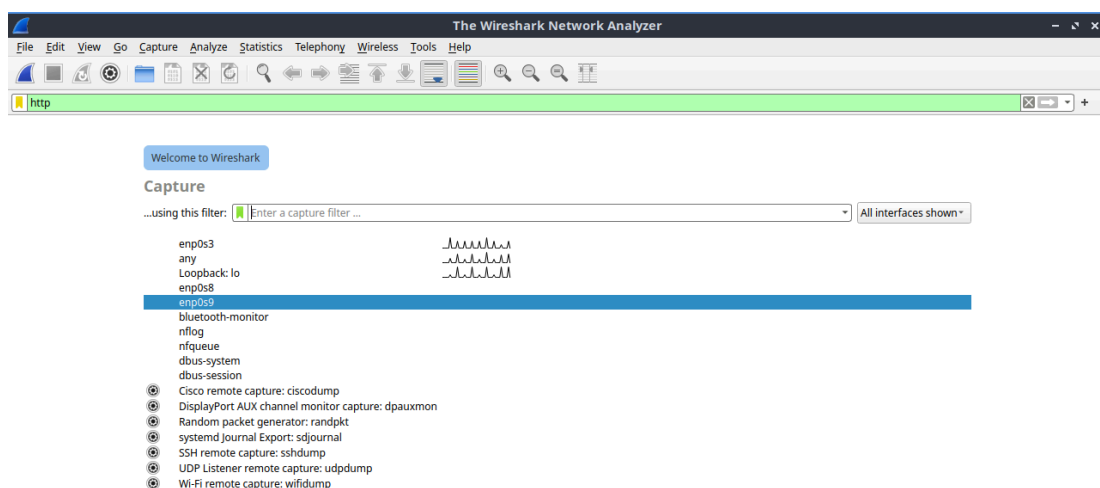 The Wireshark Network Analyzer
File Edit View Go Capture Analyze Statistics Telephony Wireless Tools Help
http
Welcome to Wireshark
Capture
...using this filter: Enter a capture filter ... All interfaces shown
enp0s3
any
Loopback: lo
enp0s8
enp0s9
bluetooth-monitor
nflog
nfqueue
dbus-system
dbus-session
Cisco remote capture: ciscodump
DisplayPort AUX channel monitor capture: dpauxmon
Random packet generator: randpkt
systemd Journal Export: sdjournal
SSH remote capture: sshdump
UDP Listener remote capture: udpdump
Wi-Fi remote capture: wifidump